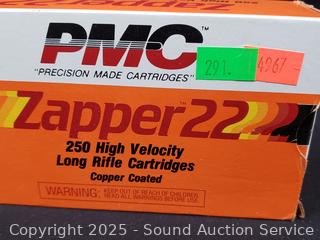 PMC
"PRECISION MADE CARTRIDGES"
291. 4967-
Zapper™22
250 High Velocity
Long Rifle Cartridges
Copper Coated
WARNING: KEEP OUT OF REACH OF CHILDREN.
READ ALL WARNINGS BEFORE USE.
Copyright 2025 - Sound Auction Service